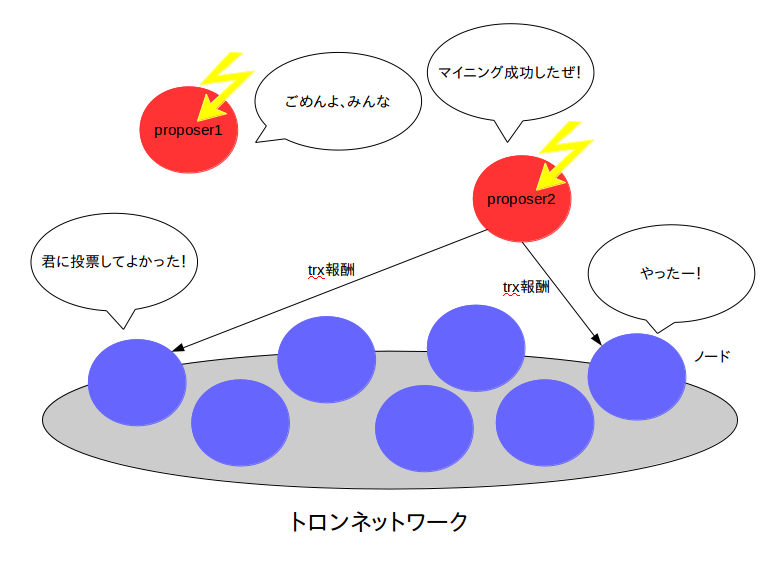 マイニング成功したぜ!
ごめんよ、みんな
proposer1
proposer2
君に投票してよかった!
trx報酬
やったー!
trx報酬
ノード
トロンネットワーク